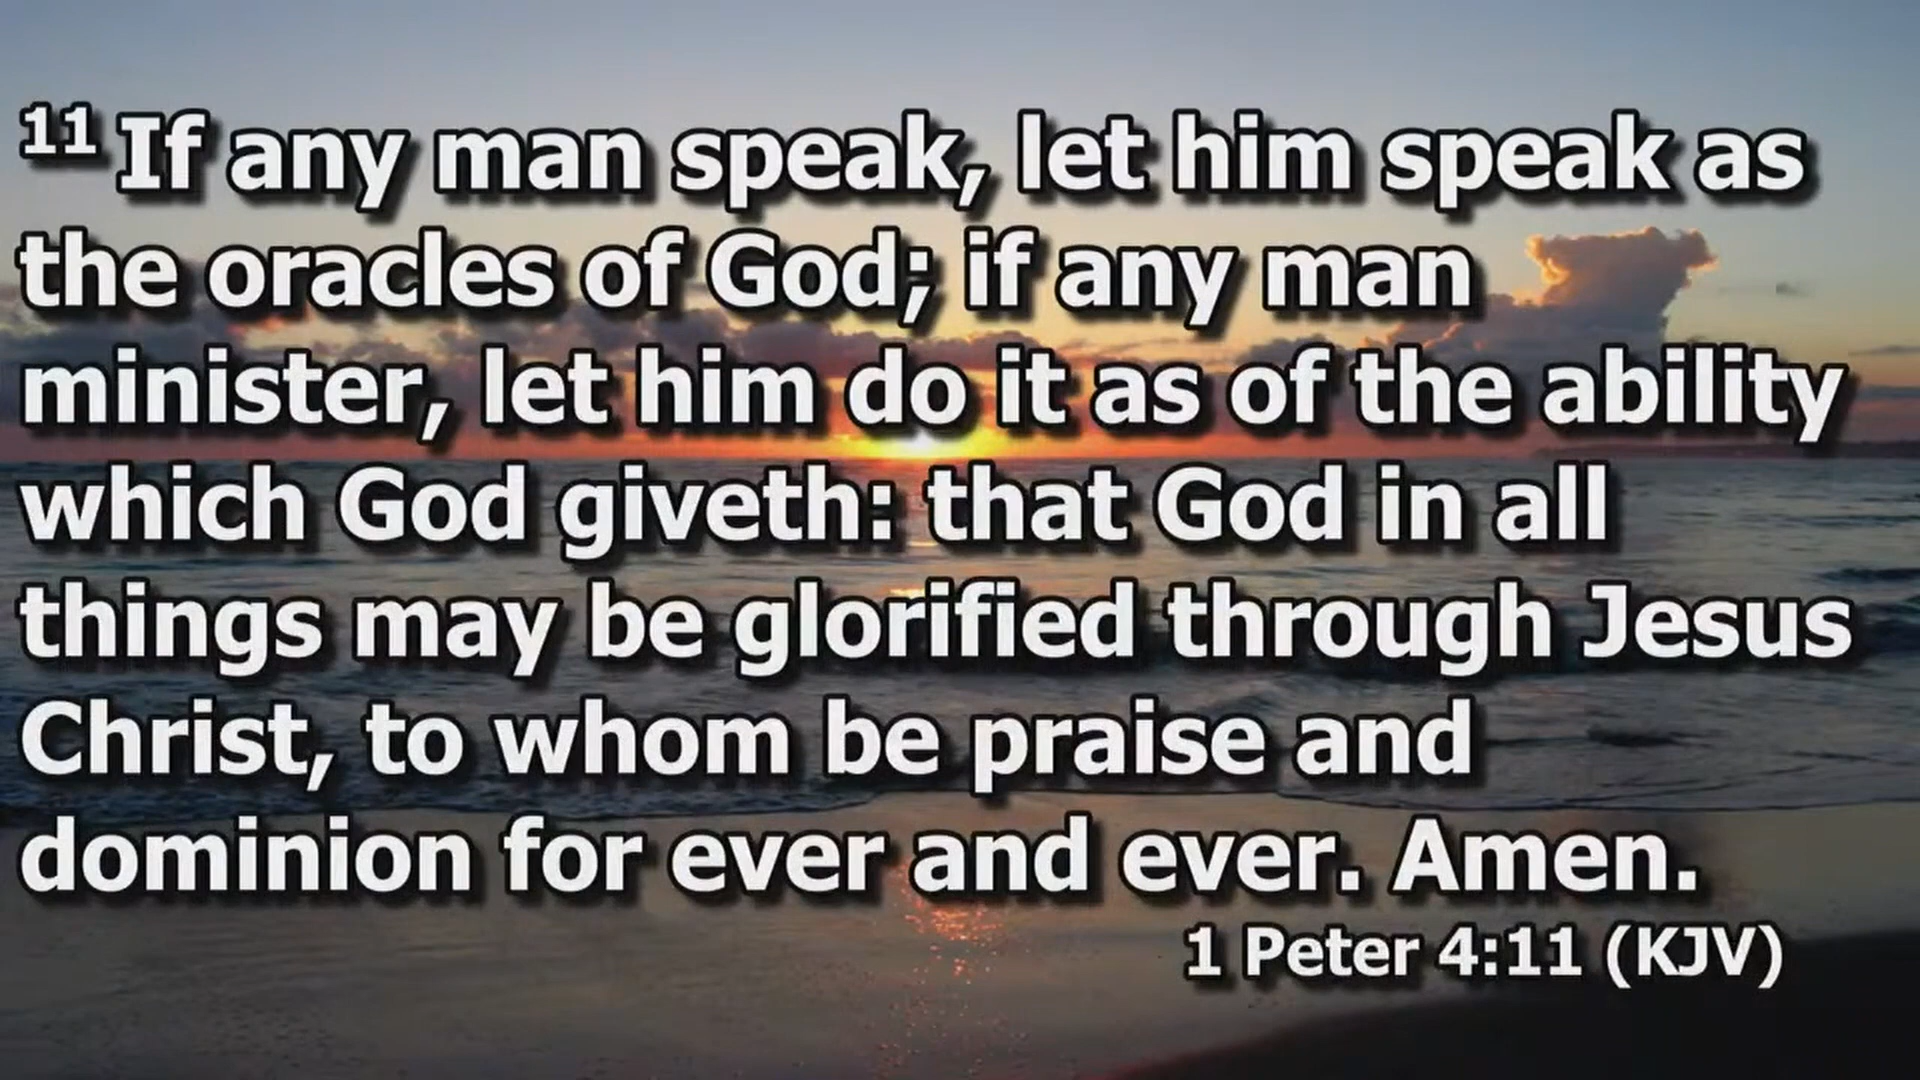 11 If any man speak, let him speak as
the oracles of God; if any man
minister, let him do it as of the ability
which God giveth: that God in all
things may be glorified through Jesus
Christ, to whom be praise and
dominion for ever and ever. Amen.
1 Peter 4:11 (KJV)